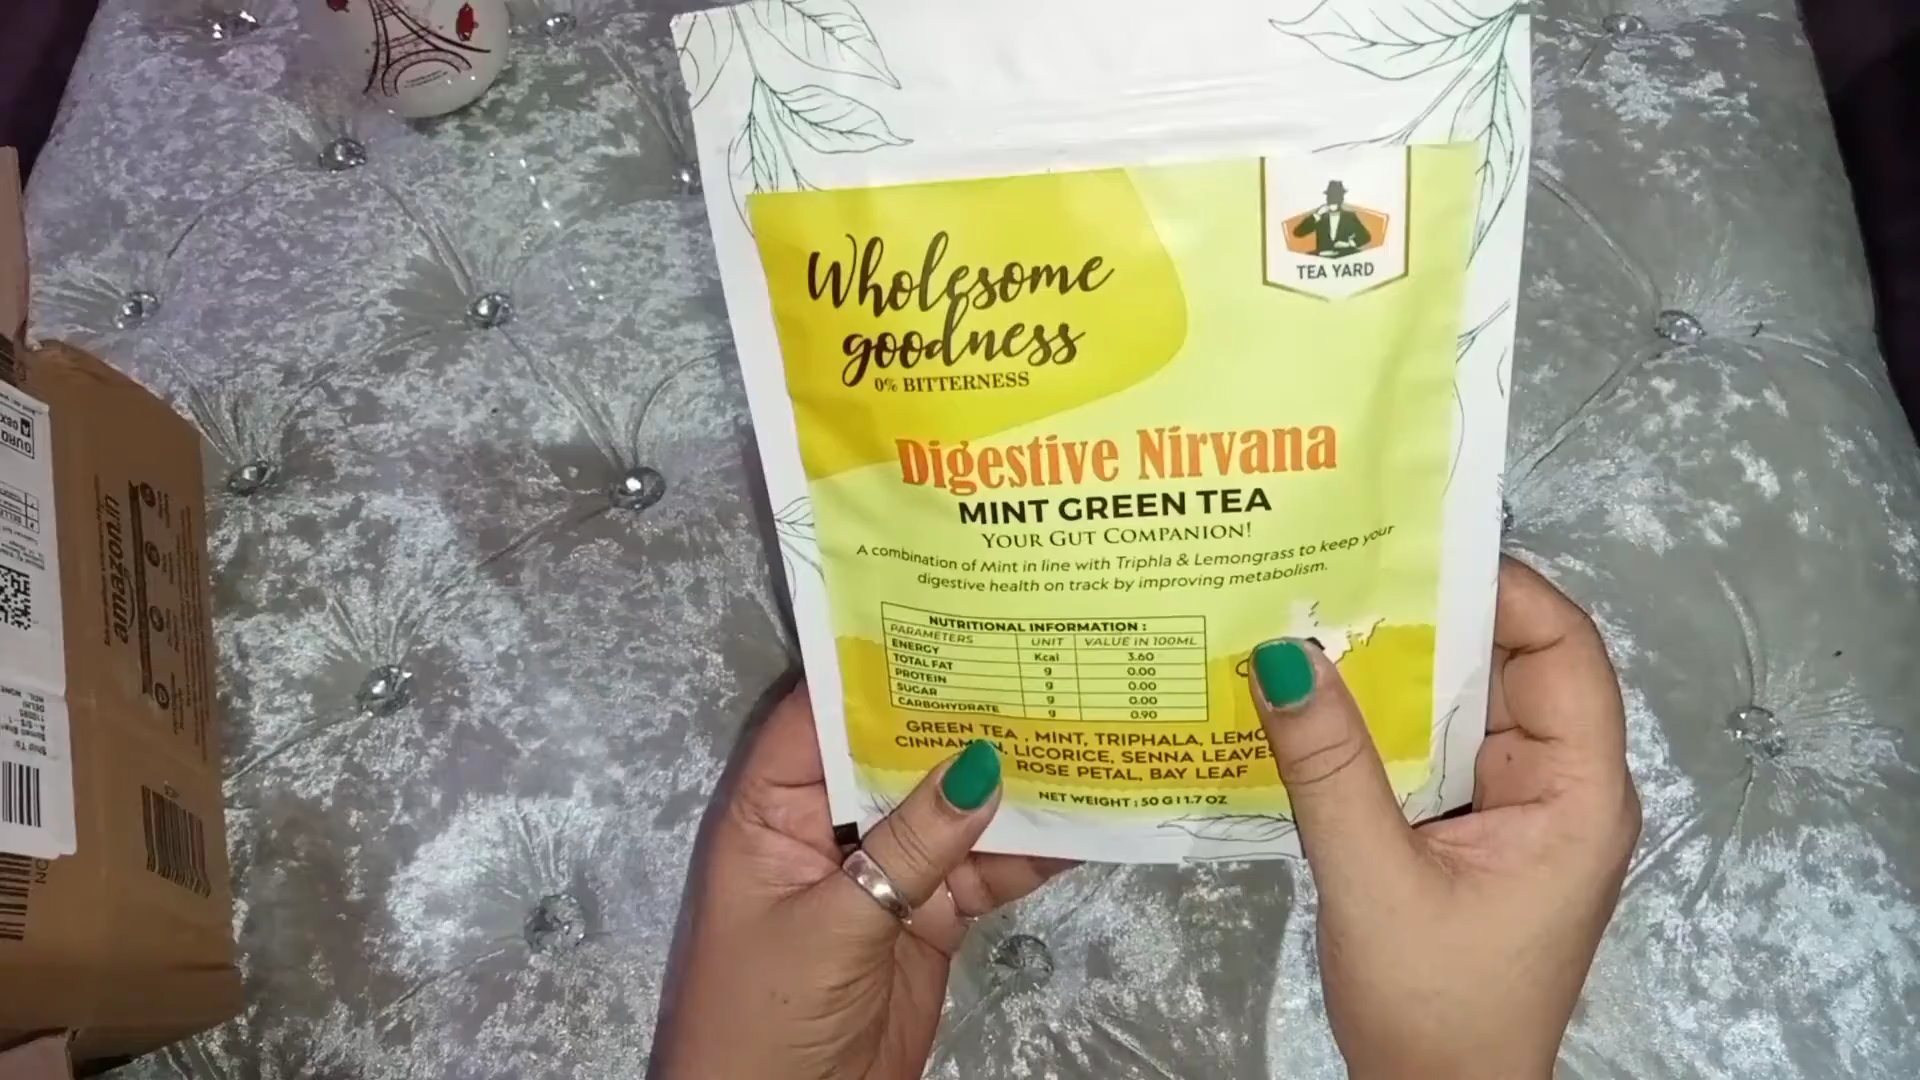 Wholesome
goodness
0% BITTERNESS
TEA YARD
Digestive Nirvana
MINT GREEN TEA
YOUR GUT COMPANION!
A combination of Mint in line with Triphla & Lemongrass to keep your
digestive health on track by improving metabolism.
NUTRITIONAL INFORMATION :
PARAMETERS UNIT VALUE IN 100ML
ENERGY Kcal 3.60
TOTAL FAT g 0.00
PROTEIN g 0.00
SUGAR g 0.00
CARBOHYDRATE g 0.90
GREEN TEA . MINT, TRIPHALA,
LICORICE, SENNA LEAVES
ROSE PETAL, BAY LEAF
NET WEIGHT : 50 G | 1.7 OZ